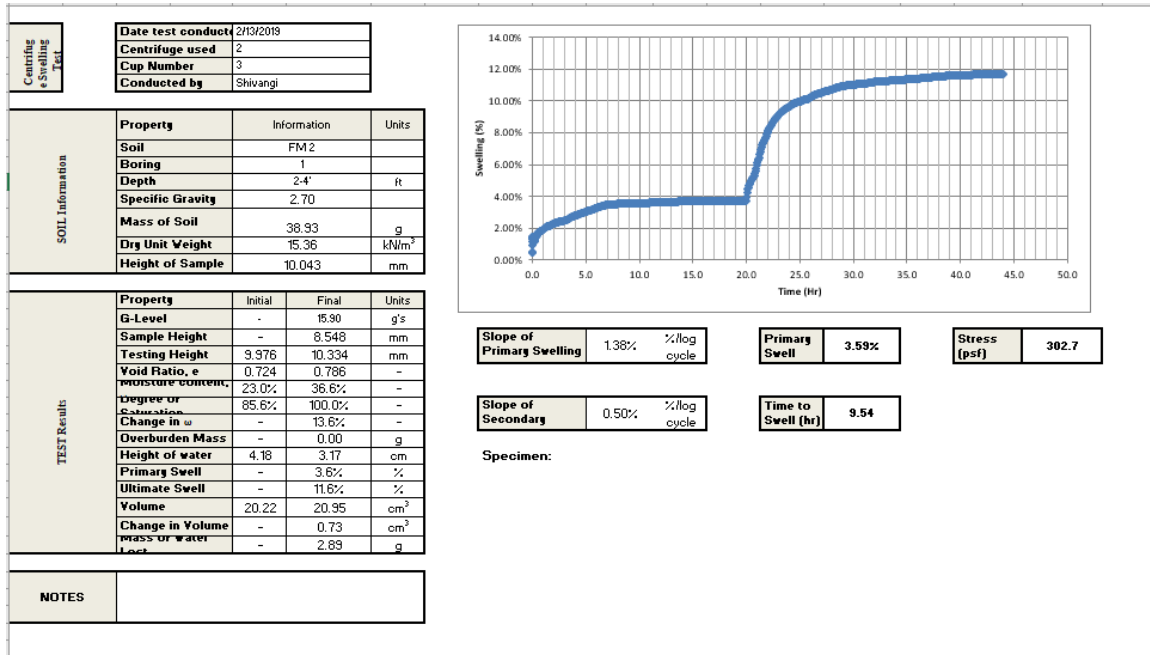 Centrifug
e Swelling
Test
Date test conducte 2/13/2019
Centrifuge used 2
Cup Number 3
Conducted by Shivangi
SOIL Information
Property Information Units
Soil FM 2
Boring 1
Depth 2-4' ft
Specific Gravity 2.70
Mass of Soil 38.93 g
Dry Unit Weight 15.36 kN/m³
Height of Sample 10.043 mm
TEST Results
Property Initial Final Units
G-Level - 15.90 g's
Sample Height - 8.548 mm
Testing Height 9.976 10.334 mm
Void Ratio, e 0.724 0.786 -
Moisture content, 23.0% 36.6% -
Degree of
Saturation 85.6% 100.0% -
Change in ω - 13.6% -
Overburden Mass - 0.00 g
Height of water 4.18 3.17 cm
Primary Swell - 3.6% %
Ultimate Swell - 11.6% %
Volume 20.22 20.95 cm³
Change in Volume - 0.73 cm³
Mass of water
Lost - 2.89 g
NOTES
14.00%
12.00%
10.00%
8.00%
6.00%
4.00%
2.00%
0.00%
Swelling (%)
0.0 5.0 10.0 15.0 20.0 25.0 30.0 35.0 40.0 45.0 50.0
Time (Hr)
Slope of
Primary Swelling 1.38% %/log
cycle
Primary
Swell 3.59%
Stress
(psf) 302.7
Slope of
Secondary 0.50% %/log
cycle
Time to
Swell (hr) 9.54
Specimen: